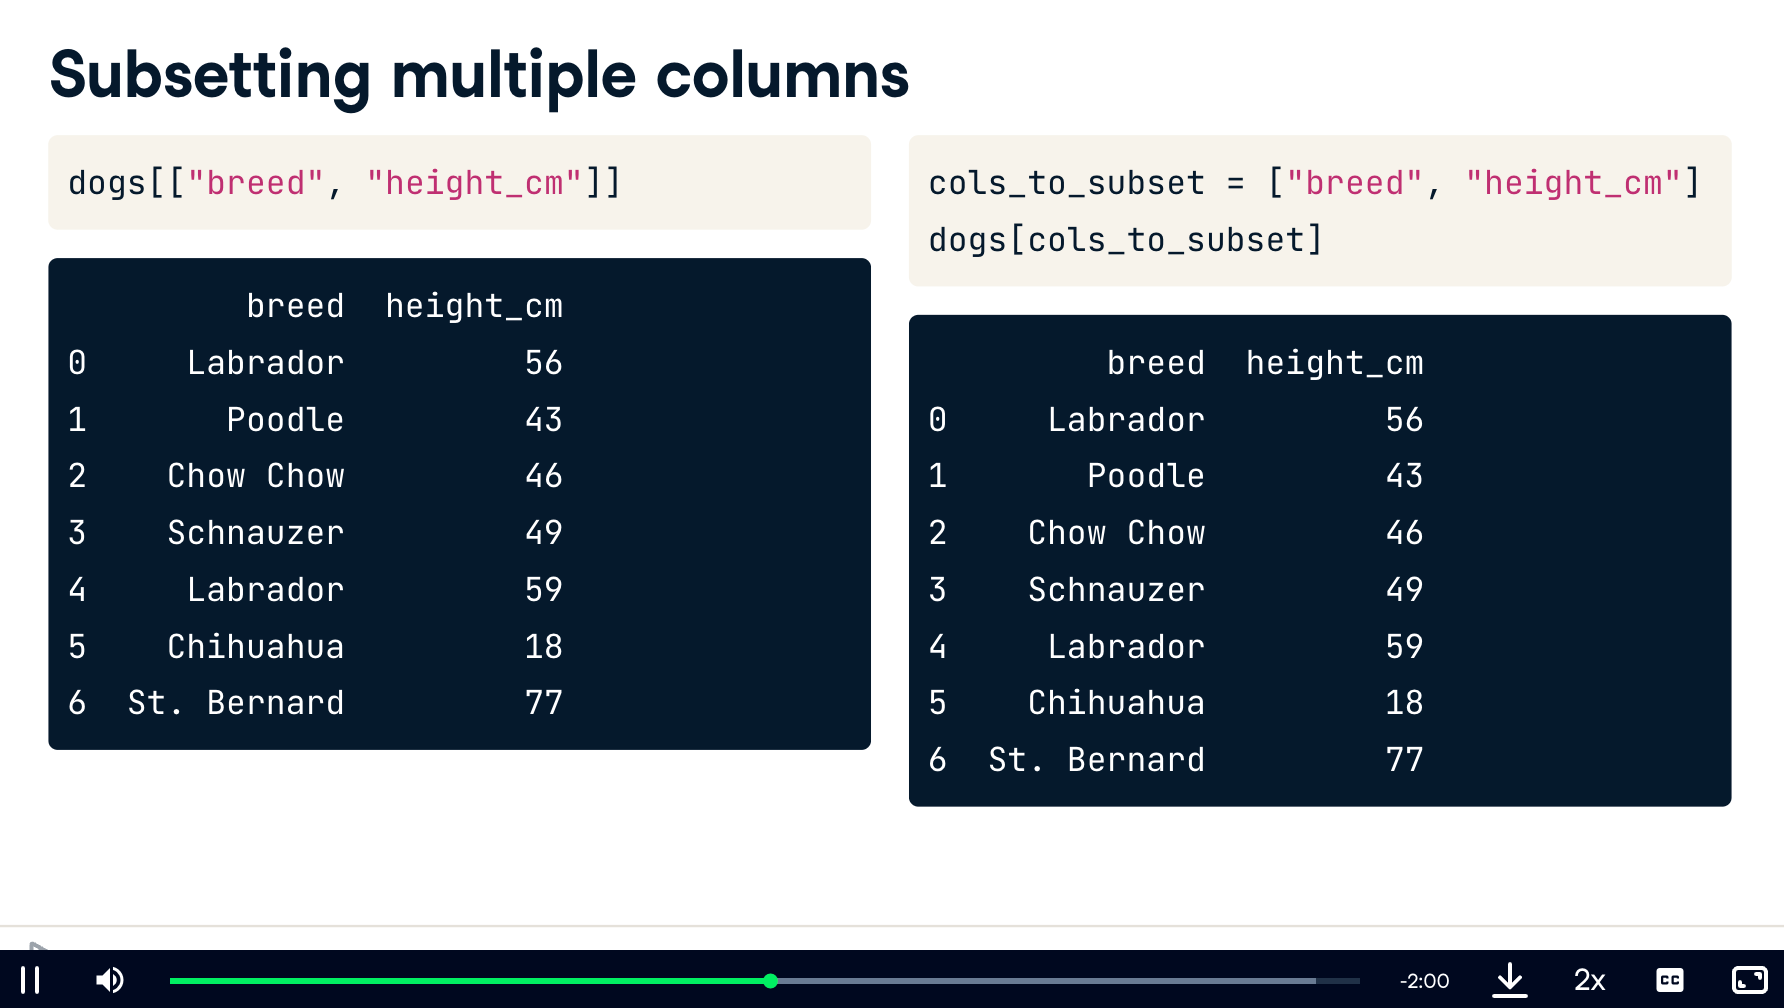 Subsetting multiple columns
dogs[["breed", "height_cm"]]
          breed  height_cm
0     Labrador         56
1       Poodle         43
2    Chow Chow         46
3    Schnauzer         49
4     Labrador         59
5    Chihuahua         18
6  St. Bernard         77
cols_to_subset = ["breed", "height_cm"]
dogs[cols_to_subset]
          breed  height_cm
0     Labrador         56
1       Poodle         43
2    Chow Chow         46
3    Schnauzer         49
4     Labrador         59
5    Chihuahua         18
6  St. Bernard         77
-2:00
2x
CC